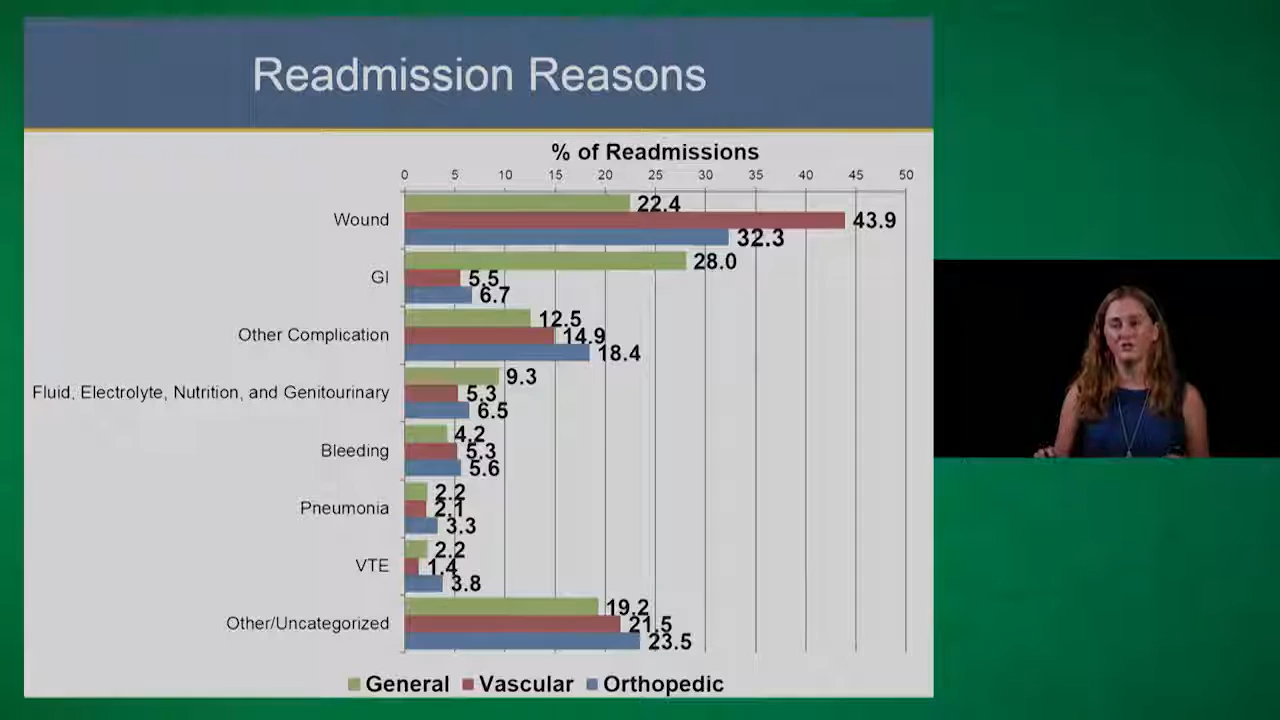 Readmission Reasons
% of Readmissions
0 5 10 15 20 25 30 35 40 45 50
Wound
22.4
43.9
32.3
GI
28.0
5.5
6.7
Other Complication
12.5
14.9
18.4
Fluid, Electrolyte, Nutrition, and Genitourinary
9.3
5.3
6.5
Bleeding
4.2
5.3
5.6
Pneumonia
2.2
2.1
3.3
VTE
2.2
1.4
3.8
Other/Uncategorized
19.2
21.5
23.5
General Vascular Orthopedic